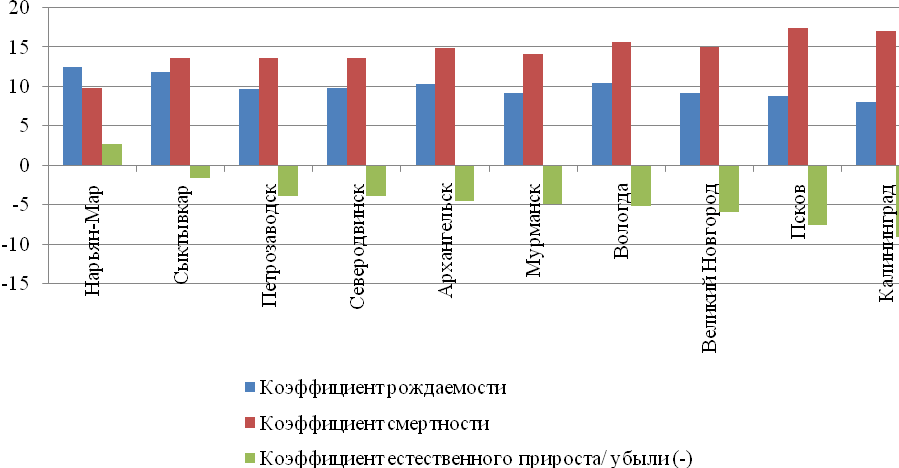 20
15
10
5
0
-5
-10
-15
Нарьян-Мар
Сыктывкар
Петрозаводск
Северодвинск
Архангельск
Мурманск
Вологда
Великий Новгород
Псков
Калининград
Коэффициент рождаемости
Коэффициент смертности
Коэффициент естественного прироста/ убыли (-)